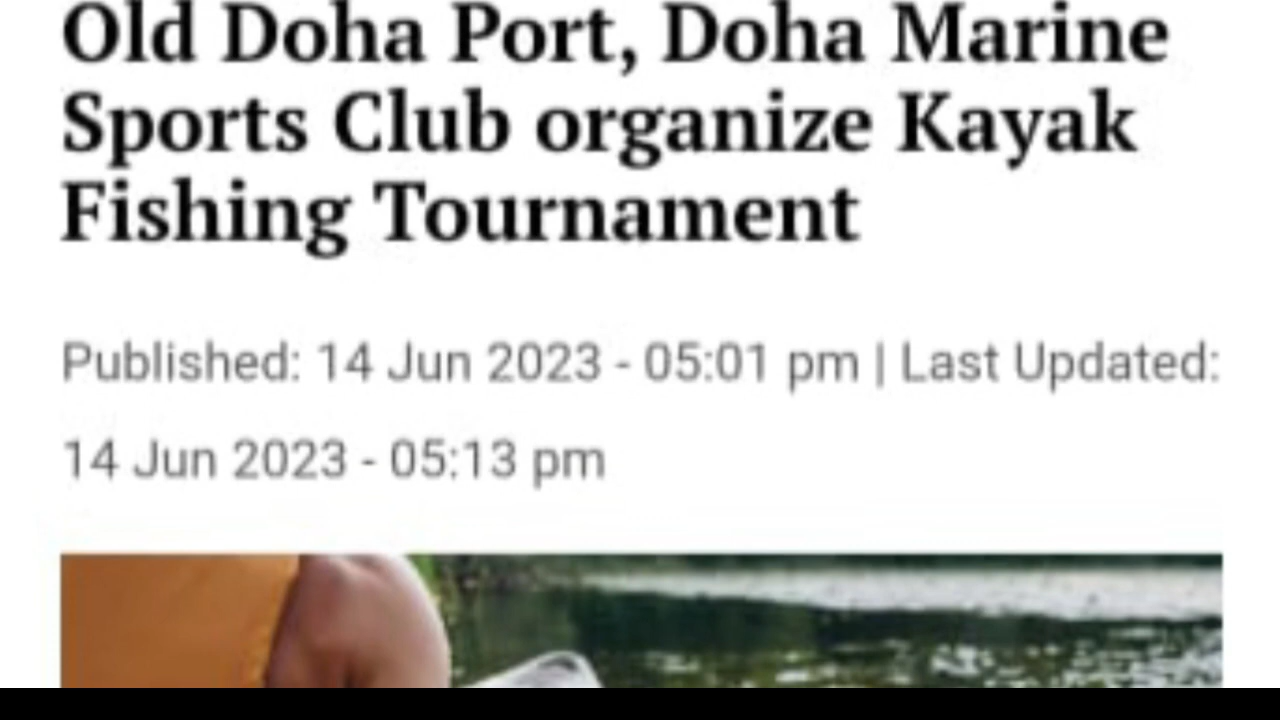 Old Doha Port, Doha Marine
Sports Club organize Kayak
Fishing Tournament
Published: 14 Jun 2023 - 05:01 pm | Last Updated:
14 Jun 2023 - 05:13 pm